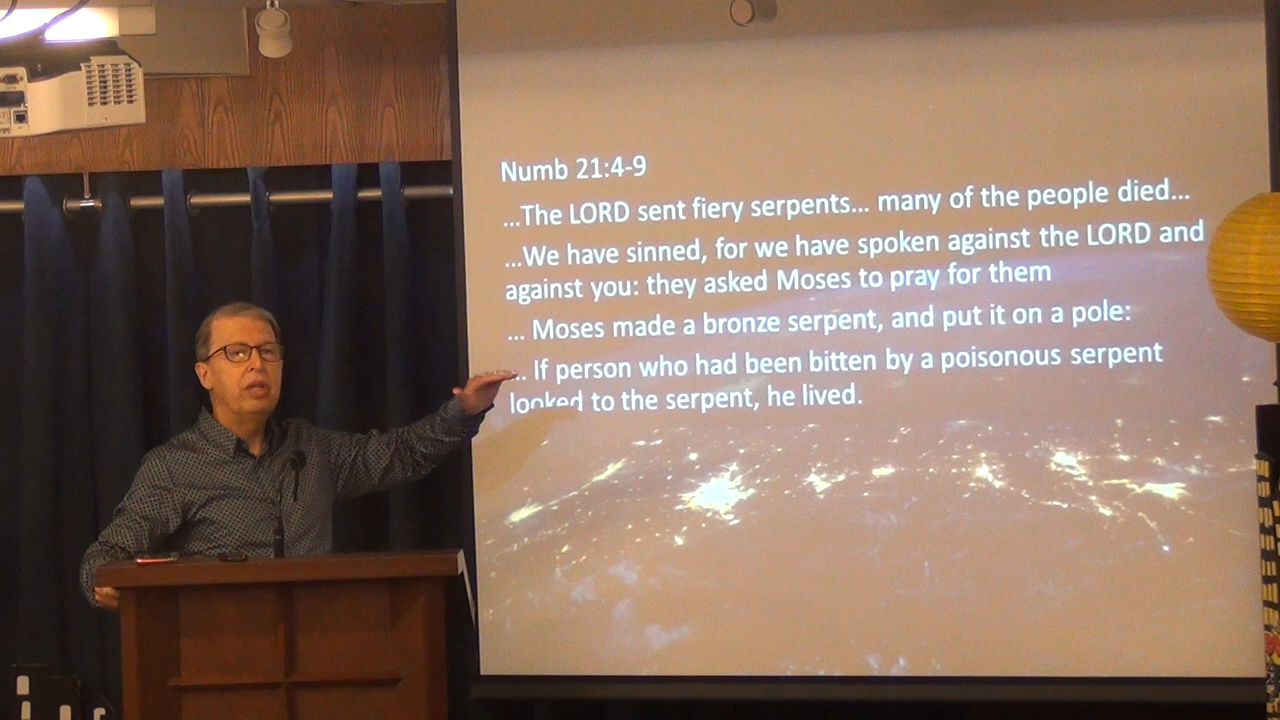 Numb 21:4-9
...The LORD sent fiery serpents... many of the people died...
...We have sinned, for we have spoken against the LORD and
against you: they asked Moses to pray for them
... Moses made a bronze serpent, and put it on a pole:
.. If person who had been bitten by a poisonous serpent
looked to the serpent, he lived.